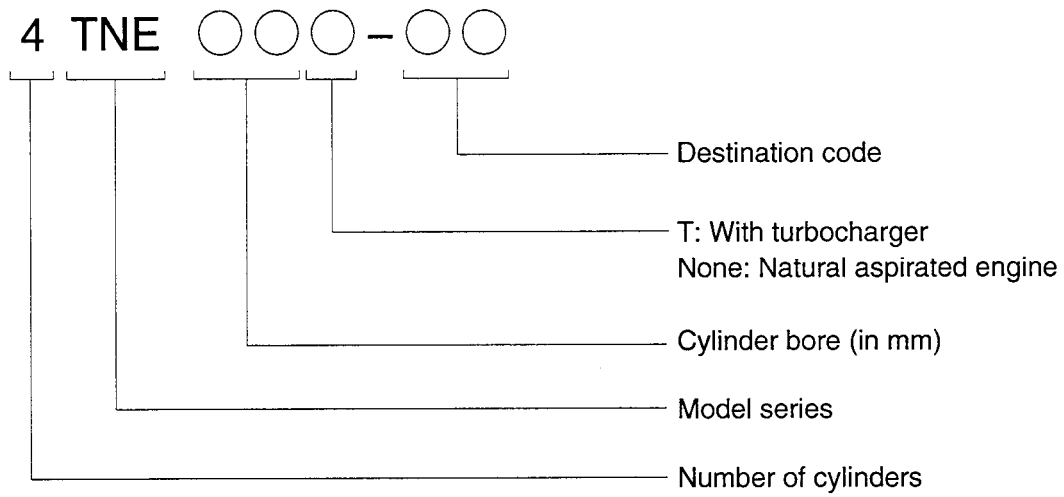 4 TNE ○○○–○○
Destination code
T: With turbocharger
None: Natural aspirated engine
Cylinder bore (in mm)
Model series
Number of cylinders